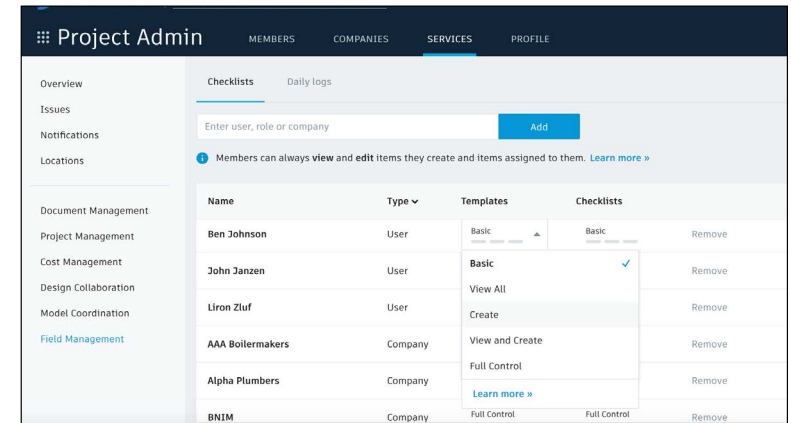 Project Admin MEMBERS COMPANIES SERVICES PROFILE
Overview
Issues
Notifications
Locations
Document Management
Project Management
Cost Management
Design Collaboration
Model Coordination
Field Management
Checklists Daily logs
Enter user, role or company Add
Members can always view and edit items they create and items assigned to them. Learn more »
Name Type Templates Checklists
Ben Johnson User Basic Basic Remove
John Janzen User Remove
Liron Zluf User Remove
AAA Boilermakers Company Remove
Alpha Plumbers Company Remove
BNIM Company Full Control Full Control Remove
Basic
View All
Create
View and Create
Full Control
Learn more »